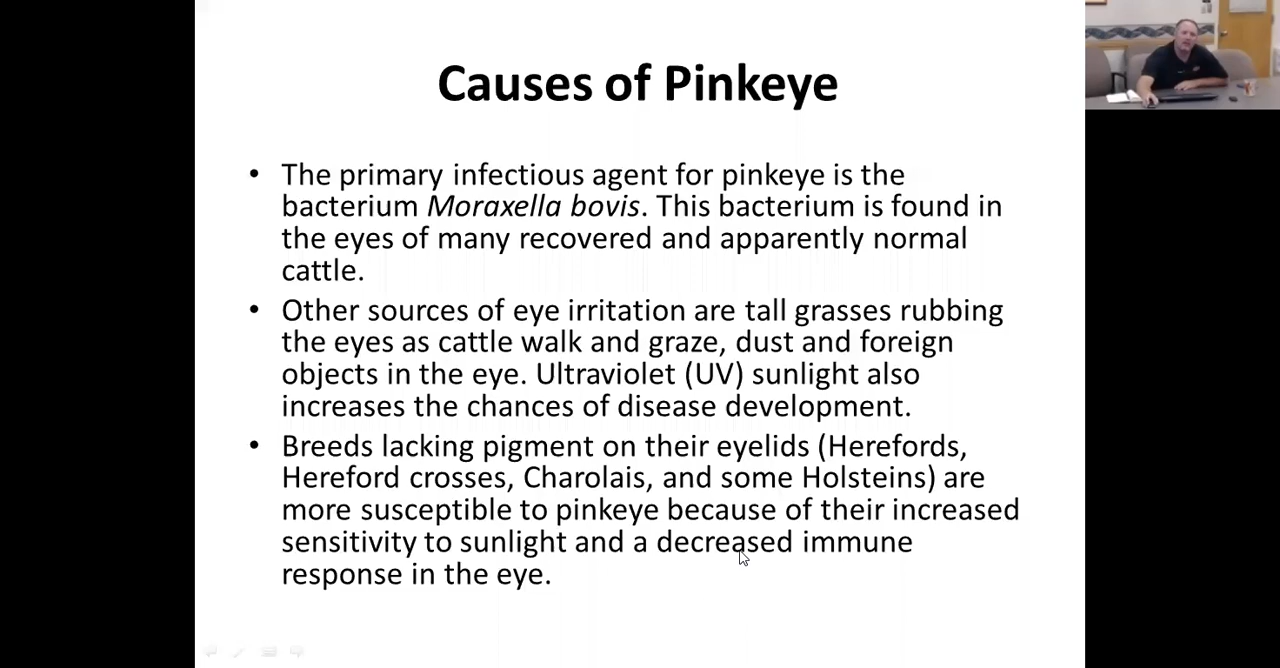 Causes of Pinkeye
• The primary infectious agent for pinkeye is the
bacterium Moraxella bovis. This bacterium is found in
the eyes of many recovered and apparently normal
cattle.
• Other sources of eye irritation are tall grasses rubbing
the eyes as cattle walk and graze, dust and foreign
objects in the eye. Ultraviolet (UV) sunlight also
increases the chances of disease development.
• Breeds lacking pigment on their eyelids (Herefords,
Hereford crosses, Charolais, and some Holsteins) are
more susceptible to pinkeye because of their increased
sensitivity to sunlight and a decreased immune
response in the eye.